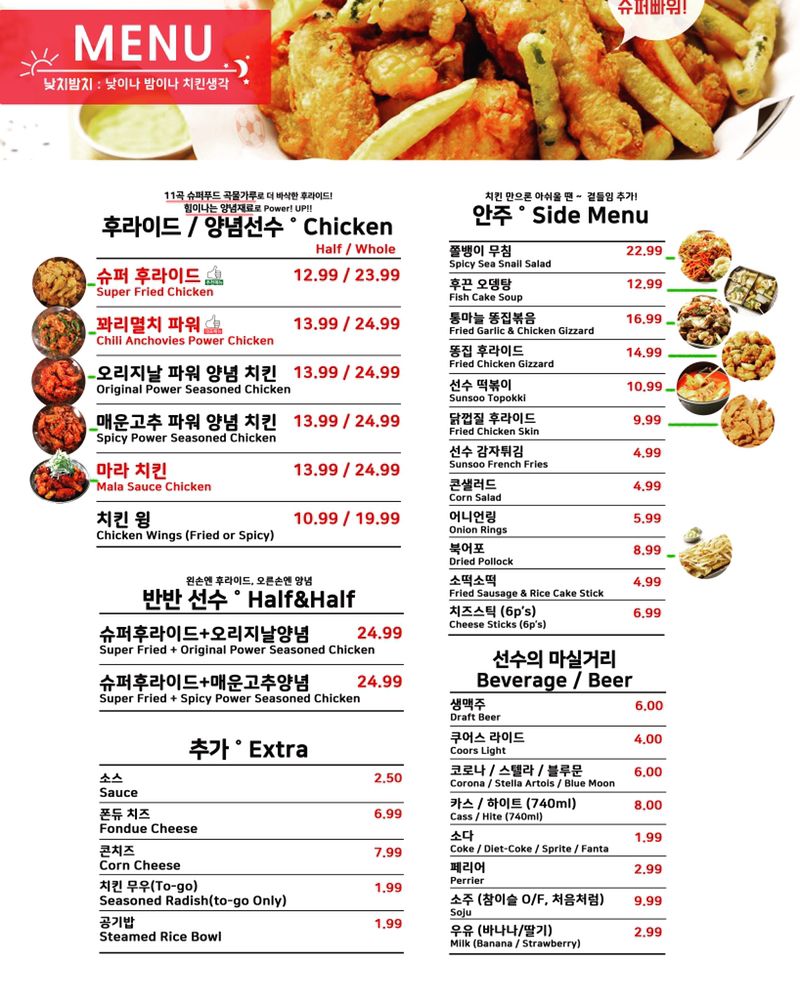 슈퍼빠워!
MENU
낮치밤치 : 낮이나 밤이나 치킨생각
11곡 슈퍼푸드 곡물가루로 더 바삭한 후라이드!
힘이나는 양념재료로 Power! UP!!
후라이드 / 양념선수 ° Chicken
Half / Whole
슈퍼 후라이드 12.99 / 23.99
Super Fried Chicken
꽈리멸치 파워 13.99 / 24.99
Chili Anchovies Power Chicken
오리지날 파워 양념 치킨 13.99 / 24.99
Original Power Seasoned Chicken
매운고추 파워 양념 치킨 13.99 / 24.99
Spicy Power Seasoned Chicken
마라 치킨 13.99 / 24.99
Mala Sauce Chicken
치킨 윙 10.99 / 19.99
Chicken Wings (Fried or Spicy)
왼손엔 후라이드, 오른손엔 양념
반반 선수 ° Half&Half
슈퍼후라이드+오리지날양념 24.99
Super Fried + Original Power Seasoned Chicken
슈퍼후라이드+매운고추양념 24.99
Super Fried + Spicy Power Seasoned Chicken
추가 ° Extra
소스 2.50
Sauce
폰듀 치즈 6.99
Fondue Cheese
콘치즈 7.99
Corn Cheese
치킨 무우(To-go) 1.99
Seasoned Radish(to-go Only)
공기밥 1.99
Steamed Rice Bowl
치킨 만으론 아쉬울 땐 ~ 곁들임 추가!
안주 ° Side Menu
쫄뱅이 무침 22.99
Spicy Sea Snail Salad
후끈 오뎅탕 12.99
Fish Cake Soup
통마늘 똥집볶음 16.99
Fried Garlic & Chicken Gizzard
똥집 후라이드 14.99
Fried Chicken Gizzard
선수 떡볶이 10.99
Sunsoo Topokki
닭껍질 후라이드 9.99
Fried Chicken Skin
선수 감자튀김 4.99
Sunsoo French Fries
콘샐러드 4.99
Corn Salad
어니언링 5.99
Onion Rings
북어포 8.99
Dried Pollock
소떡소떡 4.99
Fried Sausage & Rice Cake Stick
치즈스틱 (6p's) 6.99
Cheese Sticks (6p's)
선수의 마실거리
Beverage / Beer
생맥주 6.00
Draft Beer
쿠어스 라이드 4.00
Coors Light
코로나 / 스텔라 / 블루문 6.00
Corona / Stella Artois / Blue Moon
카스 / 하이트 (740ml) 8.00
Cass / Hite (740ml)
소다 1.99
Coke / Diet-Coke / Sprite / Fanta
페리어 2.99
Perrier
소주 (참이슬 O/F, 처음처럼) 9.99
Soju
우유 (바나나/딸기) 2.99
Milk (Banana / Strawberry)